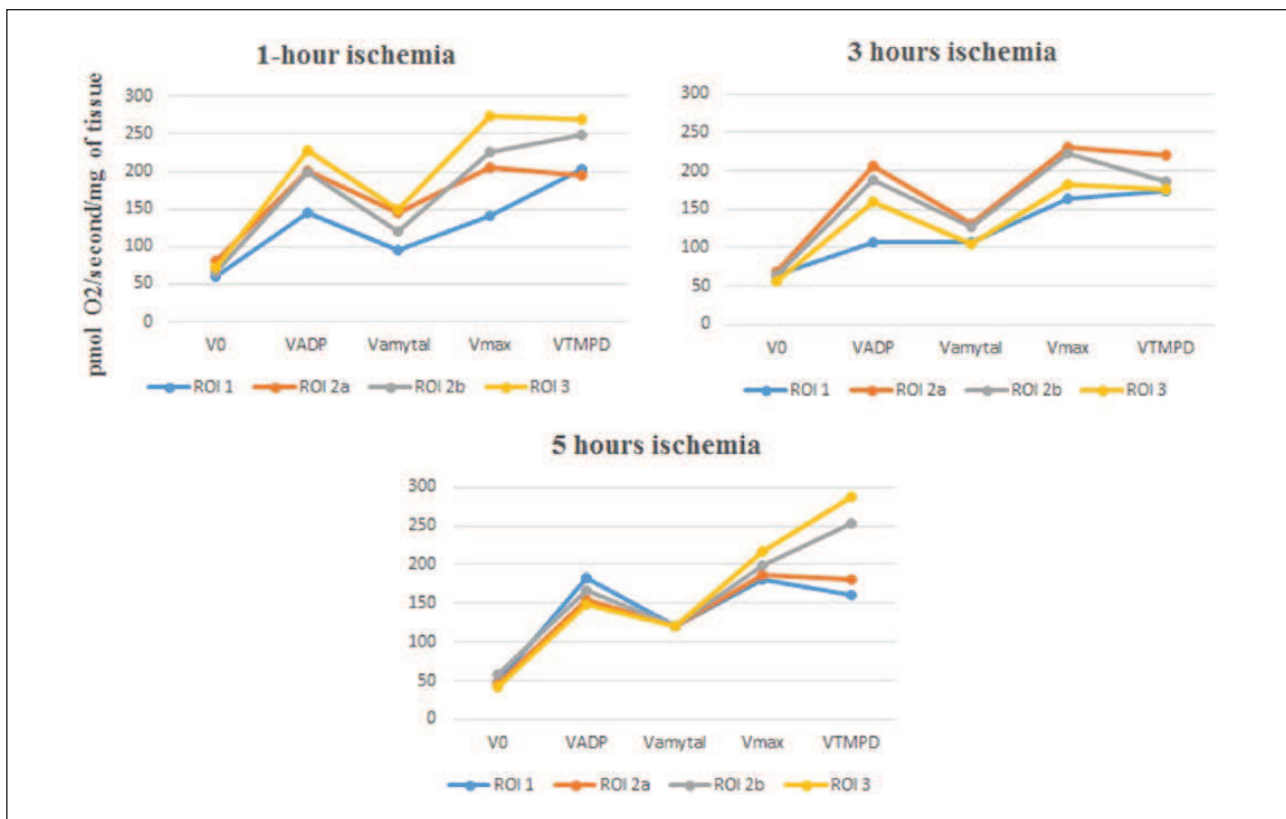 1-hour ischemia
pmol O2/second/mg of tissue
300
250
200
150
100
50
0
V0 VADP Vamytal Vmax VTMPD
ROI 1 ROI 2a ROI 2b ROI 3
3 hours ischemia
300
250
200
150
100
50
0
V0 VADP Vamytal Vmax VTMPD
ROI 1 ROI 2a ROI 2b ROI 3
5 hours ischemia
300
250
200
150
100
50
0
V0 VADP Vamytal Vmax VTMPD
ROI 1 ROI 2a ROI 2b ROI 3